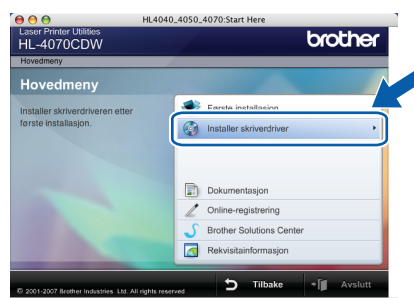 HL4040_4050_4070:Start Here
Laser Printer Utilities
HL-4070CDW
brother
Hovedmeny
Hovedmeny
Installer skriverdriveren etter
første installasjon.
Første installasjon
Installer skriverdriver
Dokumentasjon
Online-registrering
Brother Solutions Center
Rekvisitainformasjon
© 2001-2007 Brother Industries Ltd. All rights reserved
Tilbake
Avslutt